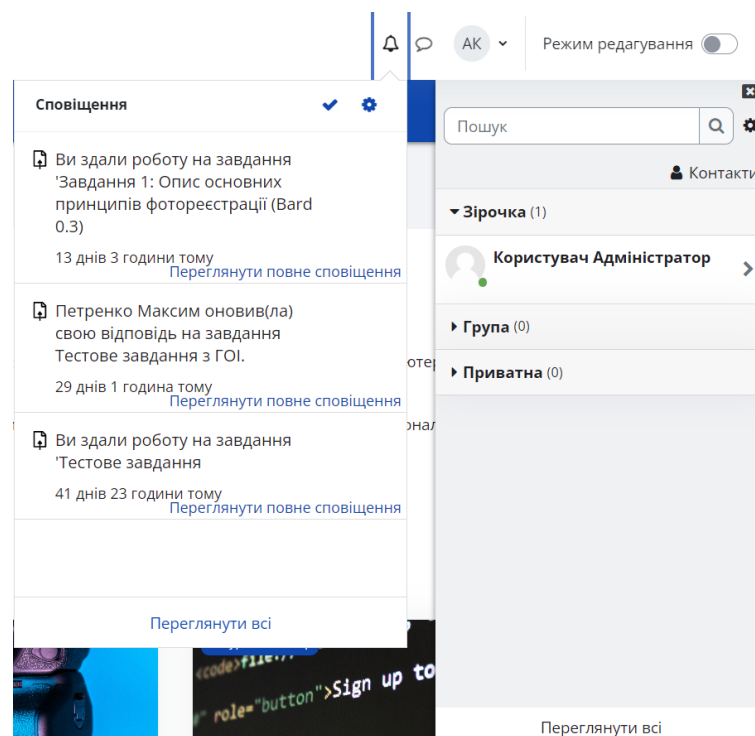 АК
Режим редагування
Сповіщення
Ви здали роботу на завдання
'Завдання 1: Опис основних
принципів фотореєстрації (Bard
0.3)
13 днів 3 години тому
Переглянути повне сповіщення
Петренко Максим оновив(ла)
свою відповідь на завдання
Тестове завдання з ГОІ.
29 днів 1 година тому
Переглянути повне сповіщення
Ви здали роботу на завдання
'Тестове завдання
41 днів 23 години тому
Переглянути повне сповіщення
Переглянути всі
Пошук
Контакти
Зірочка (1)
Користувач Адміністратор
Група (0)
Приватна (0)
Переглянути всі
<code>file://
role="button">Sign up to